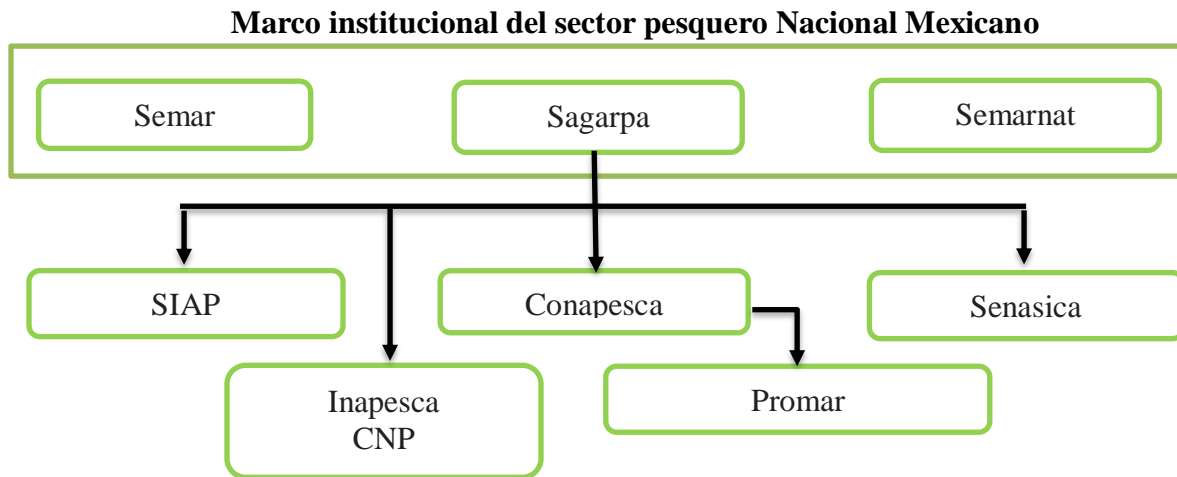 Marco institucional del sector pesquero Nacional Mexicano
Semar
Sagarpa
Semarnat
SIAP
Conapesca
Senasica
Inapesca
CNP
Promar